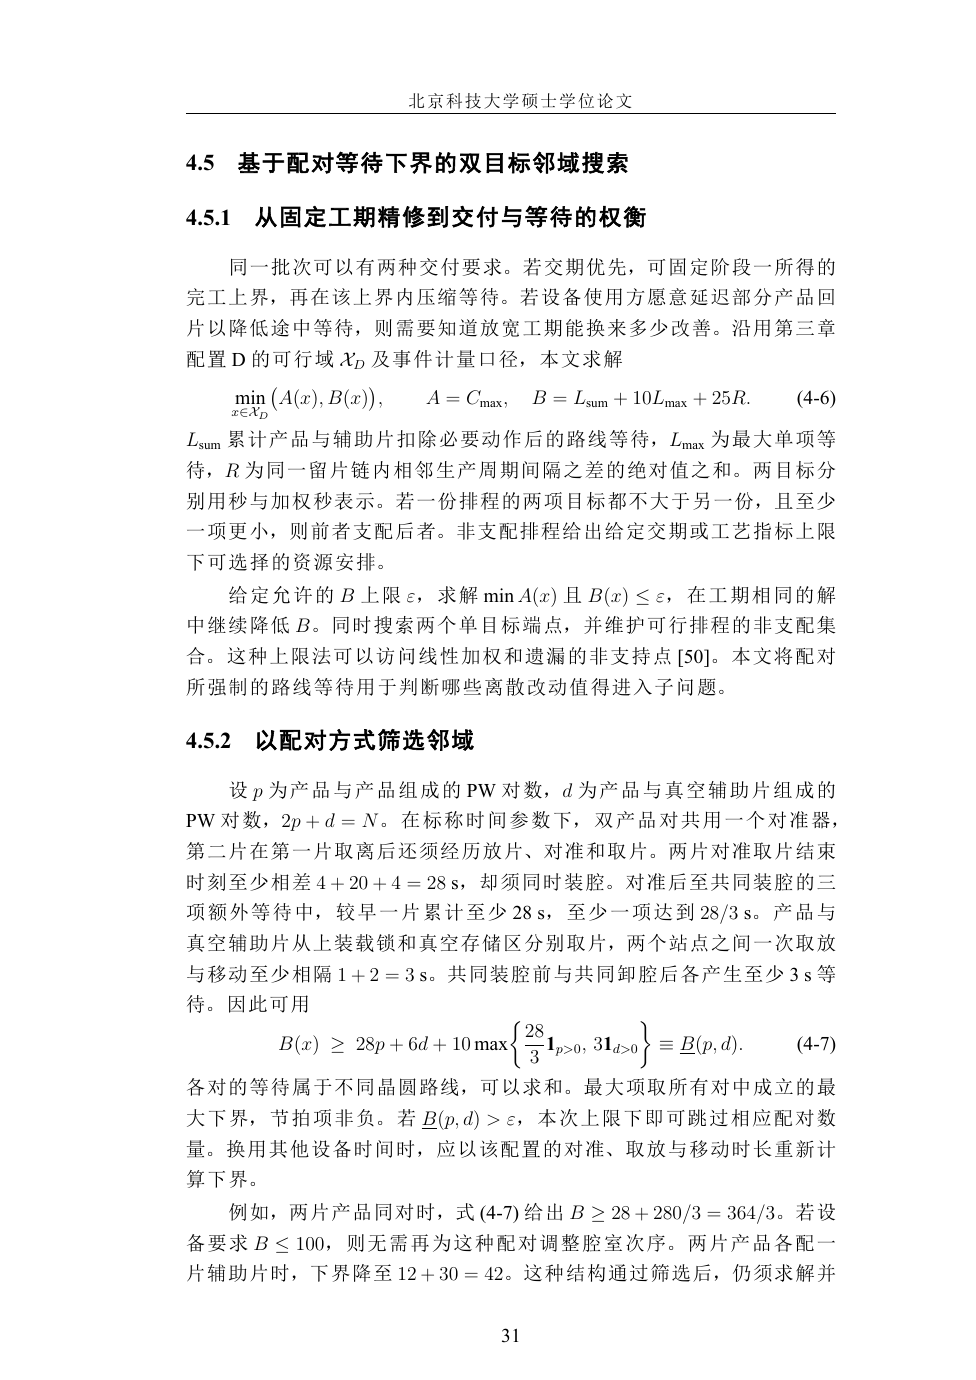 北京科技大学硕士学位论文
4.5 基于配对等待下界的双目标邻域搜索
4.5.1 从固定工期精修到交付与等待的权衡
同一批次可以有两种交付要求。若交期优先，可固定阶段一所得的
完工上界，再在该上界内压缩等待。若设备使用方愿意延迟部分产品回
片以降低途中等待，则需要知道放宽工期能换来多少改善。沿用第三章
配置 D 的可行域 𝒳_D 及事件计量口径，本文求解
min_{x∈𝒳_D} (A(x), B(x)), A = C_max, B = L_sum + 10L_max + 25R. (4-6)
L_sum 累计产品与辅助片扣除必要动作后的路线等待，L_max 为最大单项等
待，R 为同一留片链内相邻生产周期间隔之差的绝对值之和。两目标分
别用秒与加权秒表示。若一份排程的两项目标都不大于另一份，且至少
一项更小，则前者支配后者。非支配排程给出给定交期或工艺指标上限
下可选择的资源安排。
给定允许的 B 上限 ε，求解 min A(x) 且 B(x) ≤ ε，在工期相同的解
中继续降低 B。同时搜索两个单目标端点，并维护可行排程的非支配集
合。这种上限法可以访问线性加权和遗漏的非支持点 [50]。本文将配对
所强制的路线等待用于判断哪些离散改动值得进入子问题。
4.5.2 以配对方式筛选邻域
设 p 为产品与产品组成的 PW 对数，d 为产品与真空辅助片组成的
PW 对数，2p + d = N。在标称时间参数下，双产品对共用一个对准器，
第二片在第一片取离后还须经历放片、对准和取片。两片对准取片结束
时刻至少相差 4 + 20 + 4 = 28 s，却须同时装腔。对准后至共同装腔的三
项额外等待中，较早一片累计至少 28 s，至少一项达到 28/3 s。产品与
真空辅助片从上装载锁和真空存储区分别取片，两个站点之间一次取放
与移动至少相隔 1 + 2 = 3 s。共同装腔前与共同卸腔后各产生至少 3 s 等
待。因此可用
B(x) ≥ 28p + 6d + 10 max{28/3 𝟏_{p>0}, 3𝟏_{d>0}} ≡ B̲(p, d). (4-7)
各对的等待属于不同晶圆路线，可以求和。最大项取所有对中成立的最
大下界，节拍项非负。若 B̲(p, d) > ε，本次上限下即可跳过相应配对数
量。换用其他设备时间时，应以该配置的对准、取放与移动时长重新计
算下界。
例如，两片产品同对时，式 (4-7) 给出 B ≥ 28 + 280/3 = 364/3。若设
备要求 B ≤ 100，则无需再为这种配对调整腔室次序。两片产品各配一
片辅助片时，下界降至 12 + 30 = 42。这种结构通过筛选后，仍须求解并
31